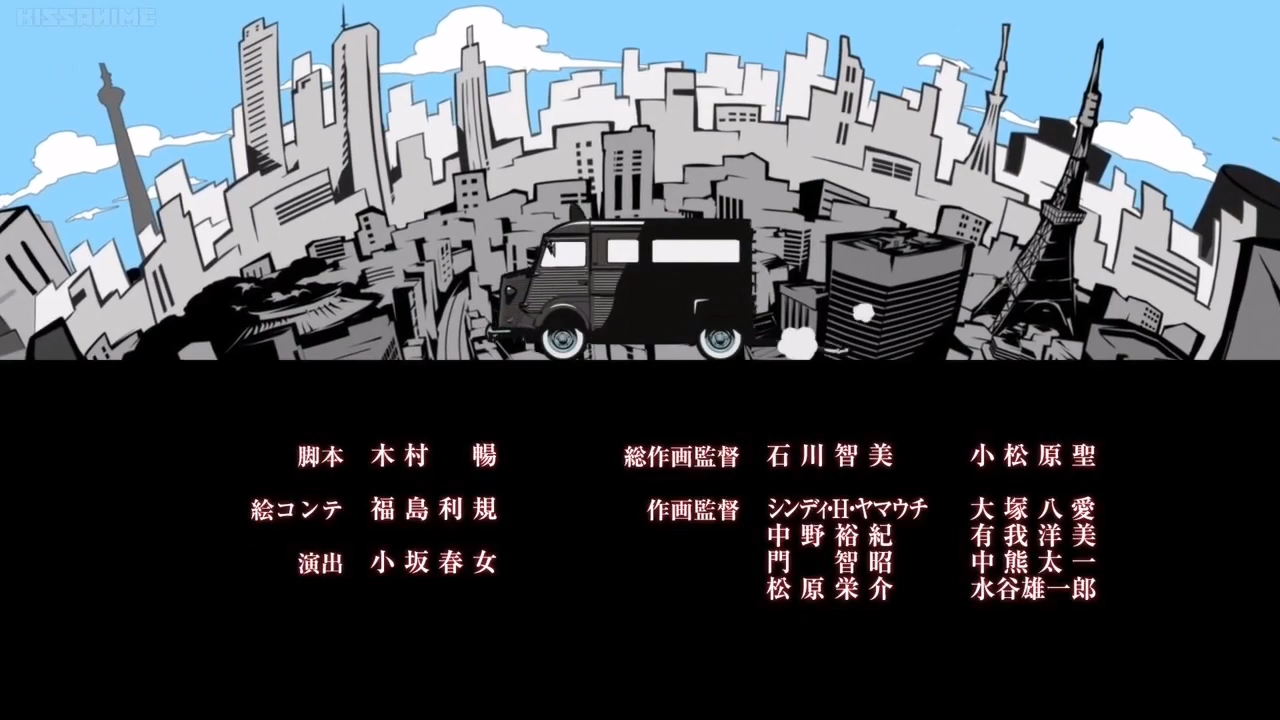 KISSANIME
脚本 木村 暢
絵コンテ 福島利規
演出 小坂春女
総作画監督 石川智美 小松原聖
作画監督 シンディ・H・ヤマウチ 大塚八愛
中野裕紀 有我洋美
門 智昭 中熊太一
松原栄介 水谷雄一郎